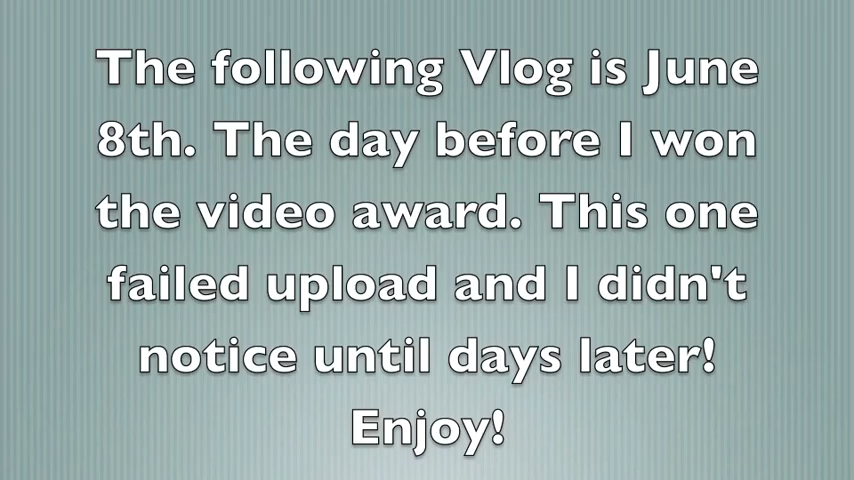 The following Vlog is June
8th. The day before I won
the video award. This one
failed upload and I didn't
notice until days later!
Enjoy!